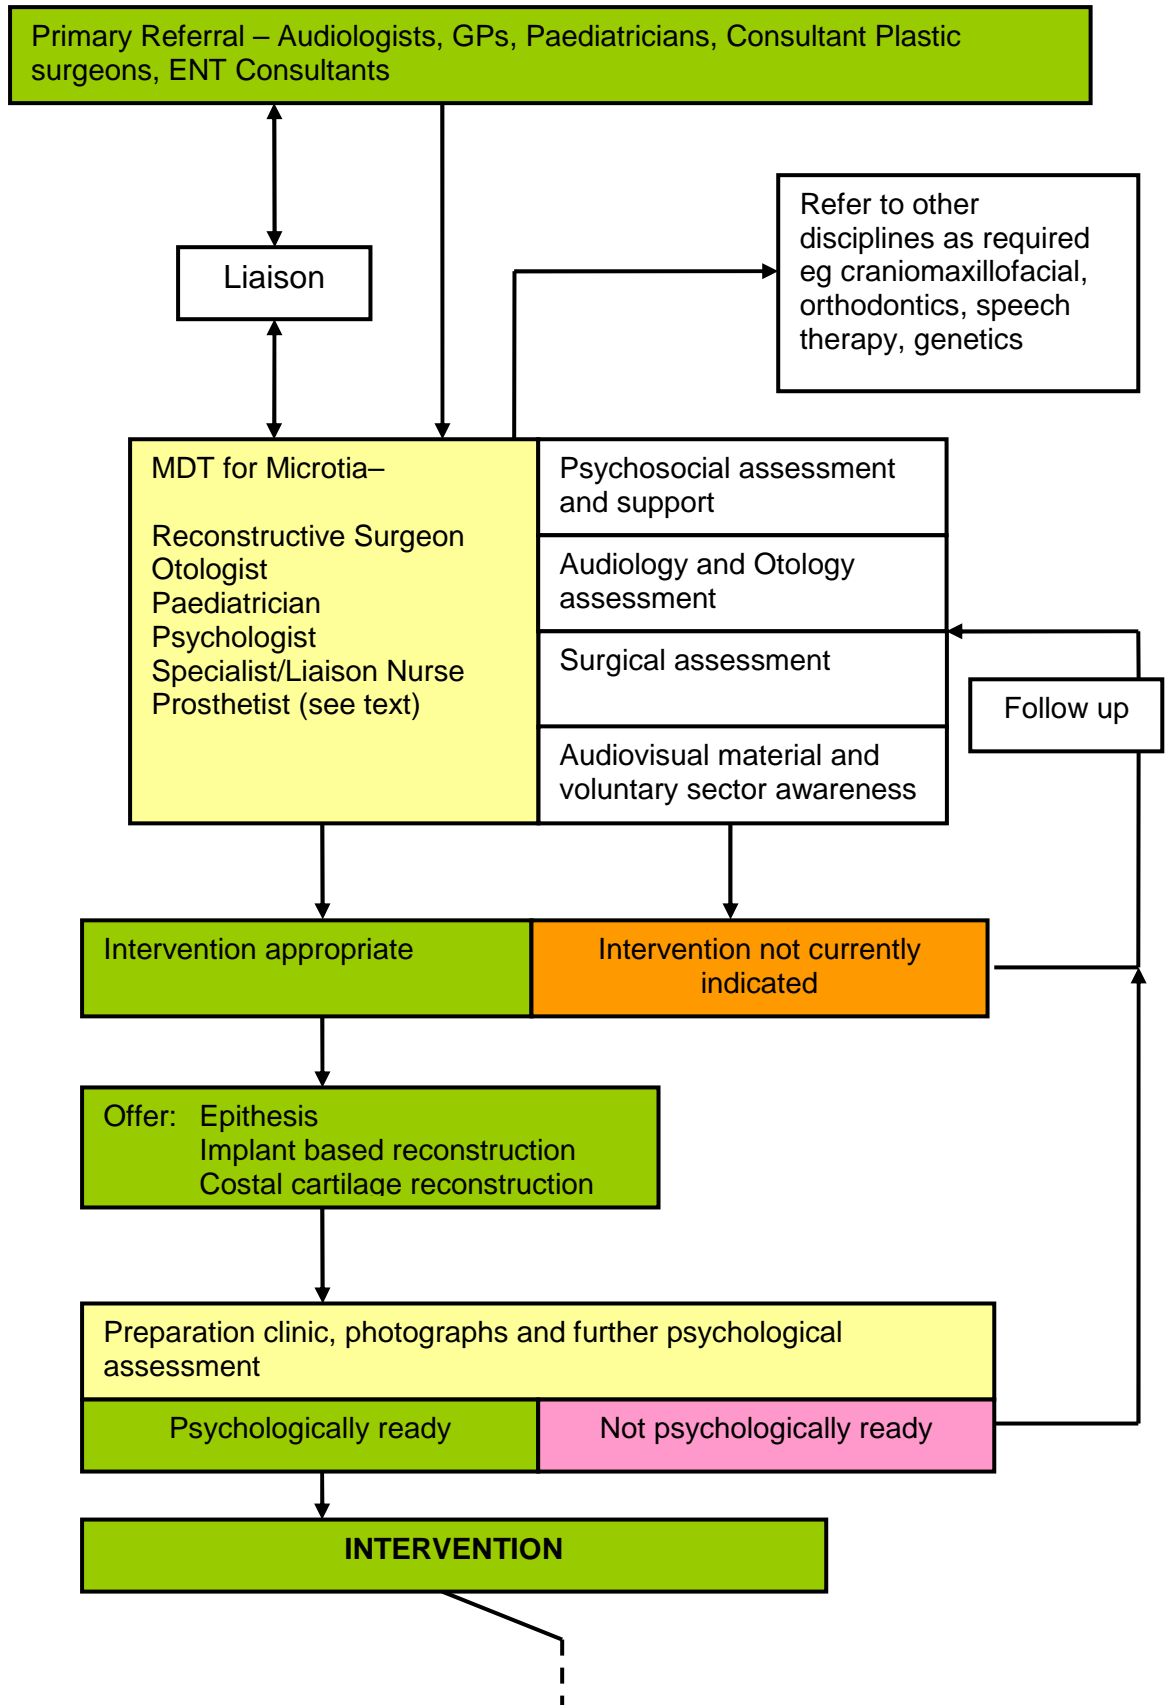 Primary Referral – Audiologists, GPs, Paediatricians, Consultant Plastic
surgeons, ENT Consultants
Refer to other
disciplines as required
eg craniomaxillofacial,
orthodontics, speech
therapy, genetics
Liaison
MDT for Microtia–
Reconstructive Surgeon
Otologist
Paediatrician
Psychologist
Specialist/Liaison Nurse
Prosthetist (see text)
Psychosocial assessment
and support
Audiology and Otology
assessment
Surgical assessment
Audiovisual material and
voluntary sector awareness
Follow up
Intervention appropriate
Intervention not currently
indicated
Offer: Epithesis
Implant based reconstruction
Costal cartilage reconstruction
Preparation clinic, photographs and further psychological
assessment
Psychologically ready
Not psychologically ready
INTERVENTION